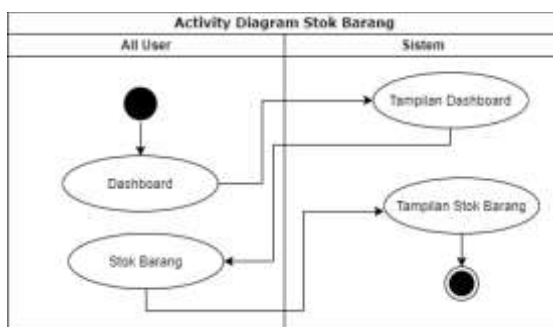 Activity Diagram Stok Barang
All User
Sistem
Tampilan Dashboard
Dashboard
Tampilan Stok Barang
Stok Barang